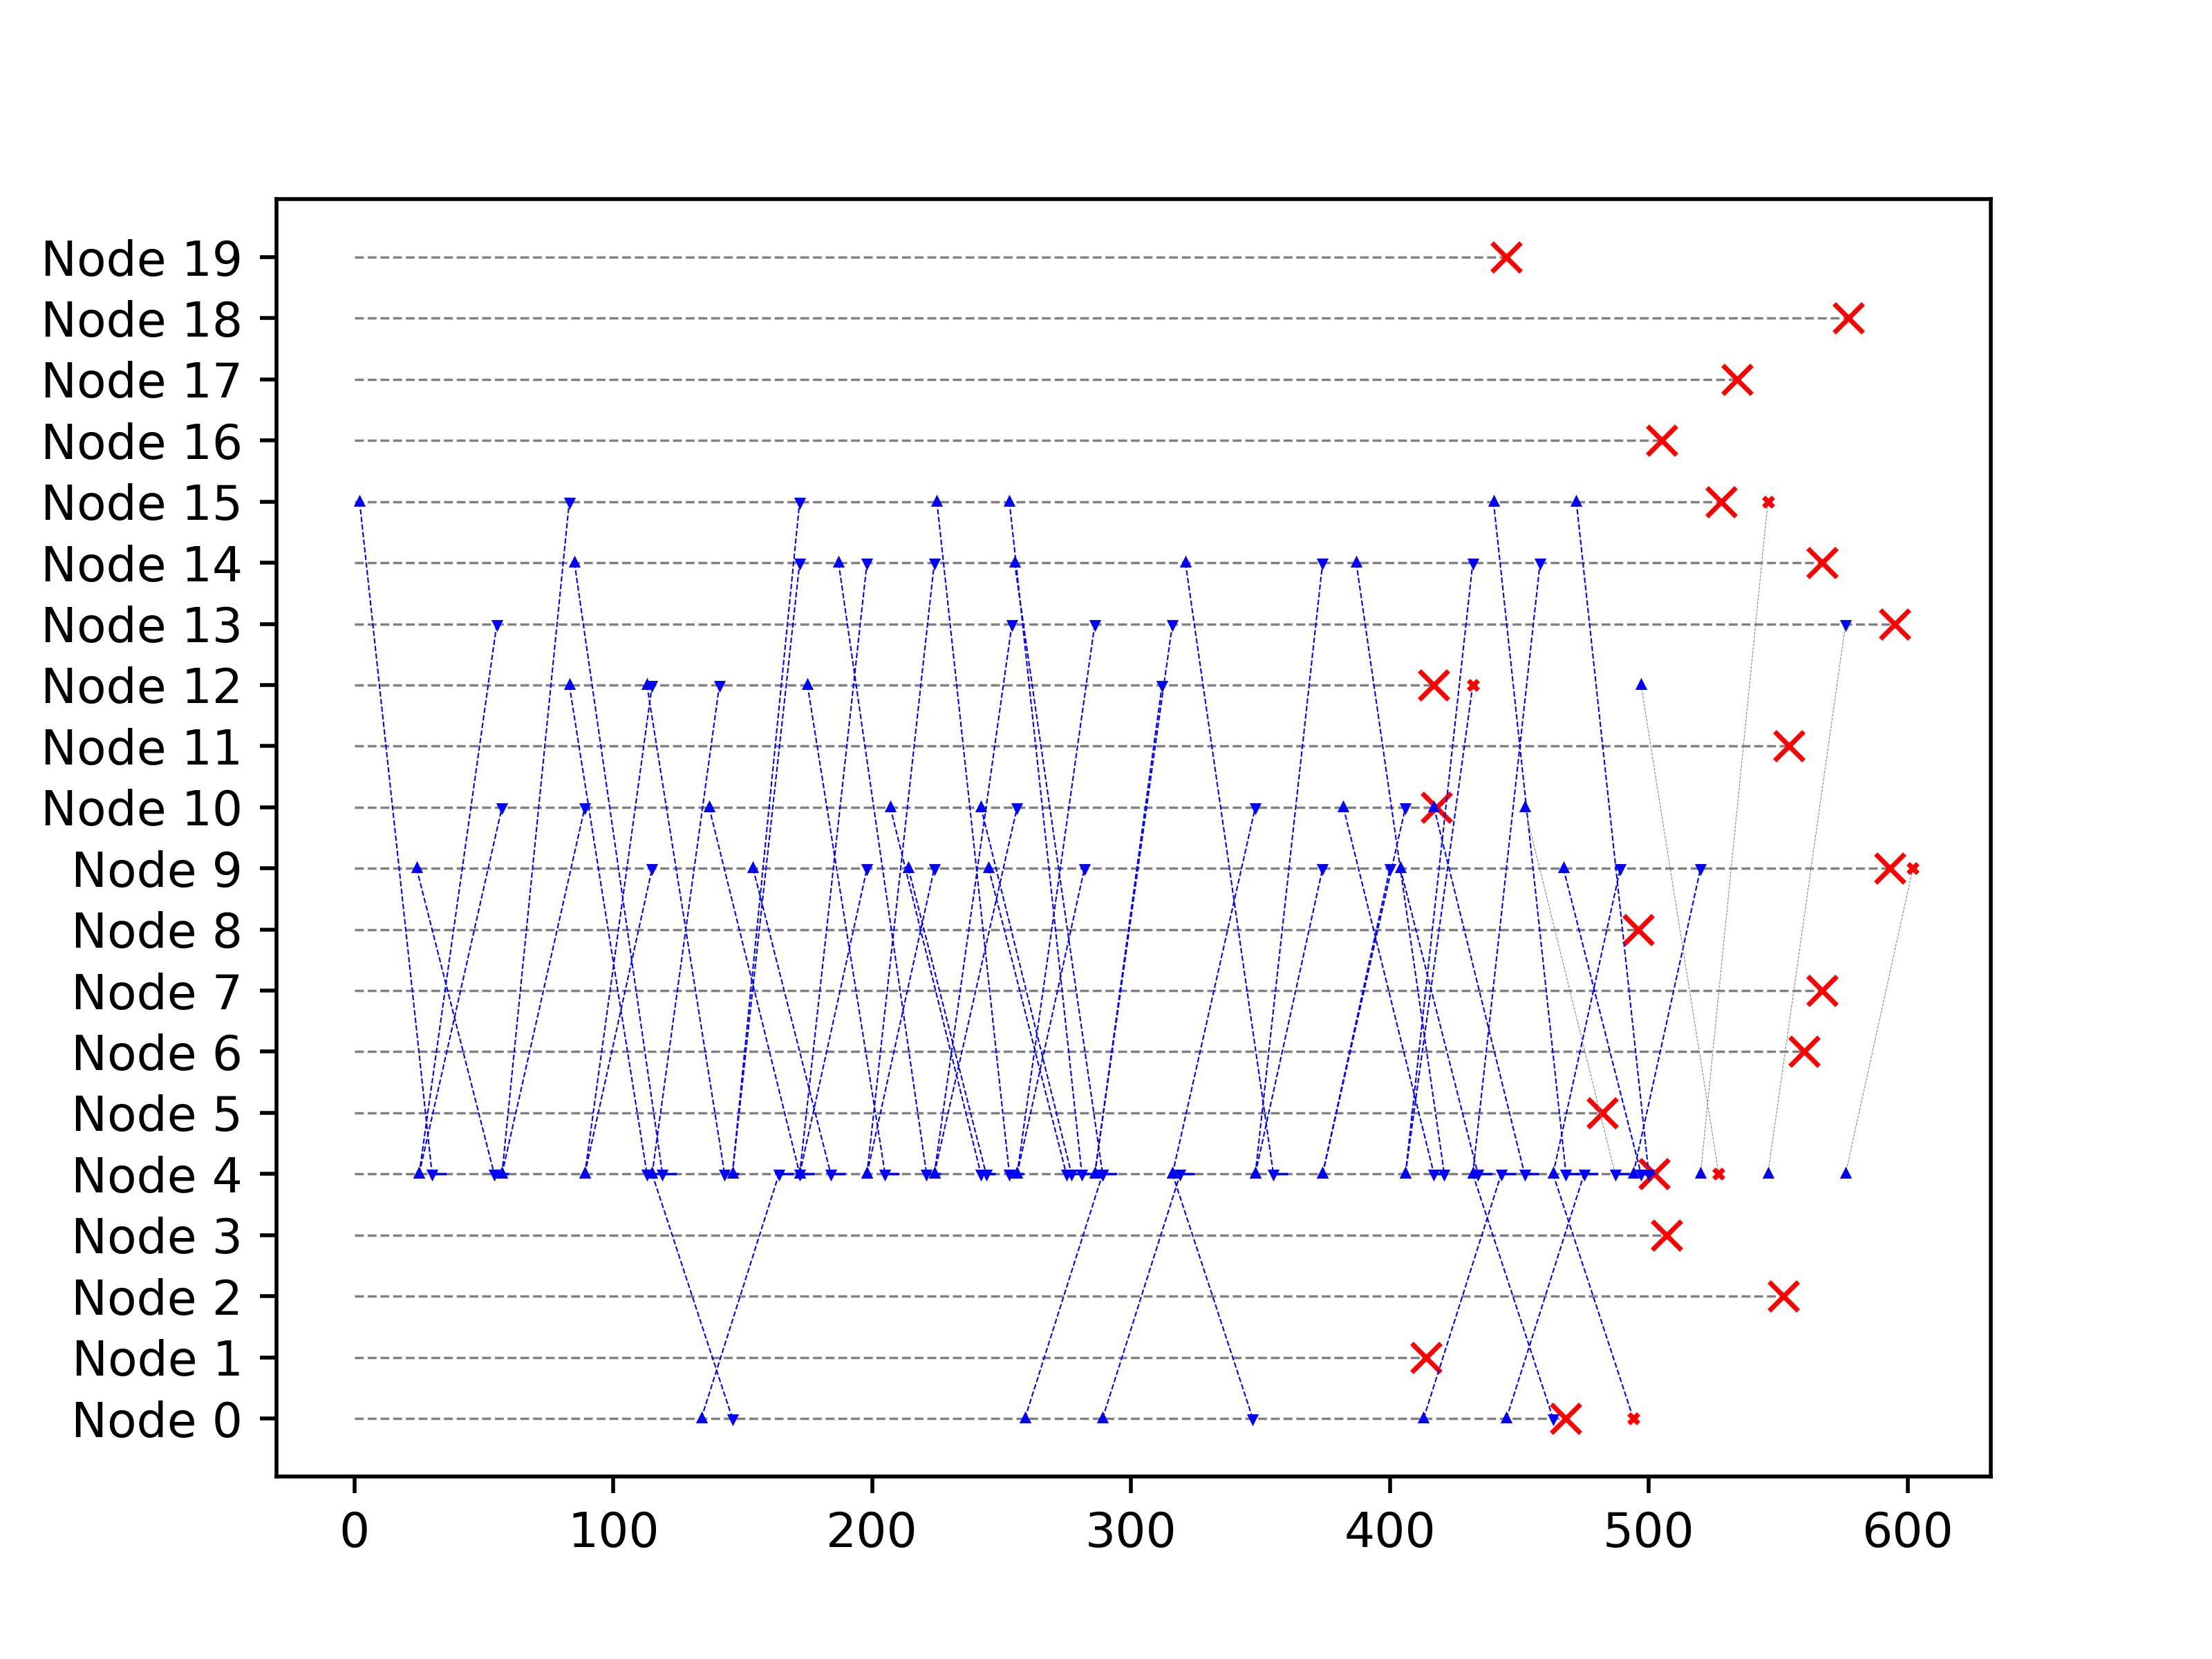 Node 19
Node 18
Node 17
Node 16
Node 15
Node 14
Node 13
Node 12
Node 11
Node 10
Node 9
Node 8
Node 7
Node 6
Node 5
Node 4
Node 3
Node 2
Node 1
Node 0
0 100 200 300 400 500 600